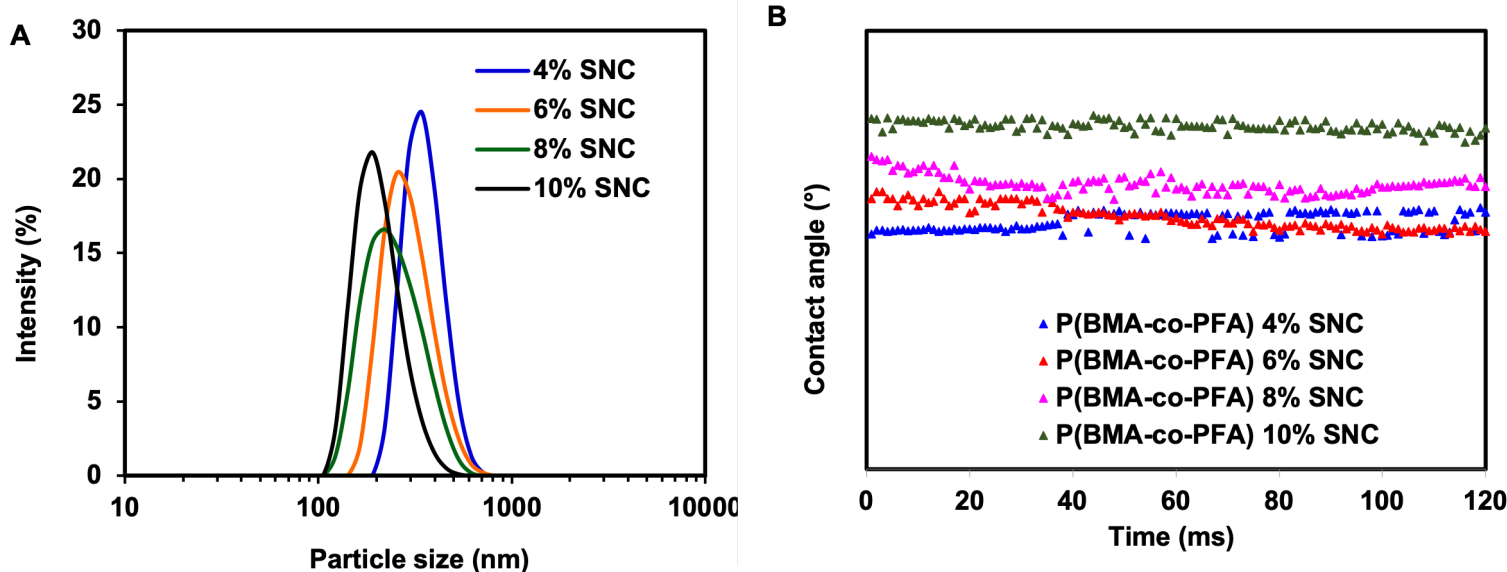 A
30
25
20
15
10
5
0
Intensity (%)
4% SNC
6% SNC
8% SNC
10% SNC
10
100
1000
10000
Particle size (nm)
B
Contact angle (°)
P(BMA-co-PFA) 4% SNC
P(BMA-co-PFA) 6% SNC
P(BMA-co-PFA) 8% SNC
P(BMA-co-PFA) 10% SNC
0
20
40
60
80
100
120
Time (ms)